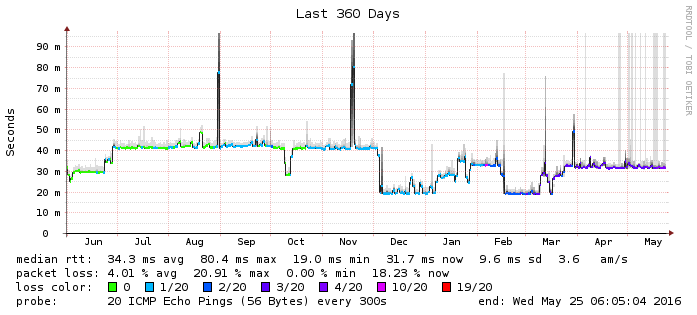 Last 360 Days
RRDTOOL / TOBI OETIKER
Seconds
90 m
80 m
70 m
60 m
50 m
40 m
30 m
20 m
10 m
0
Jun Jul Aug Sep Oct Nov Dec Jan Feb Mar Apr May
median rtt: 34.3 ms avg 80.4 ms max 19.0 ms min 31.7 ms now 9.6 ms sd 3.6 am/s
packet loss: 4.01 % avg 20.91 % max 0.00 % min 18.23 % now
loss color: 0 1/20 2/20 3/20 4/20 10/20 19/20
probe: 20 ICMP Echo Pings (56 Bytes) every 300s end: Wed May 25 06:05:04 2016